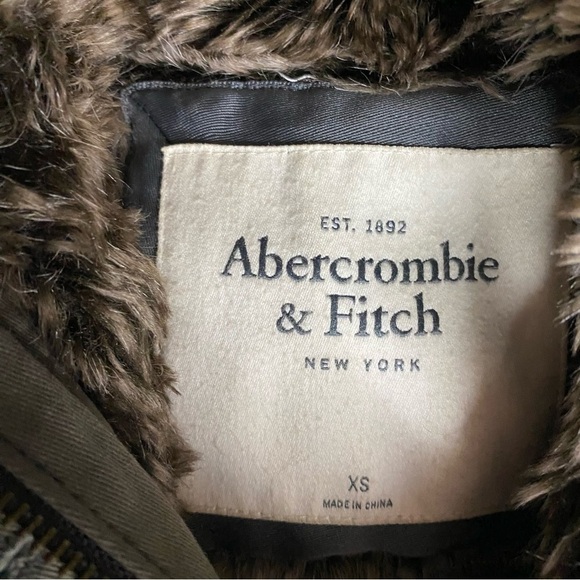 EST. 1892
Abercrombie
& Fitch
NEW YORK
XS
MADE IN CHINA